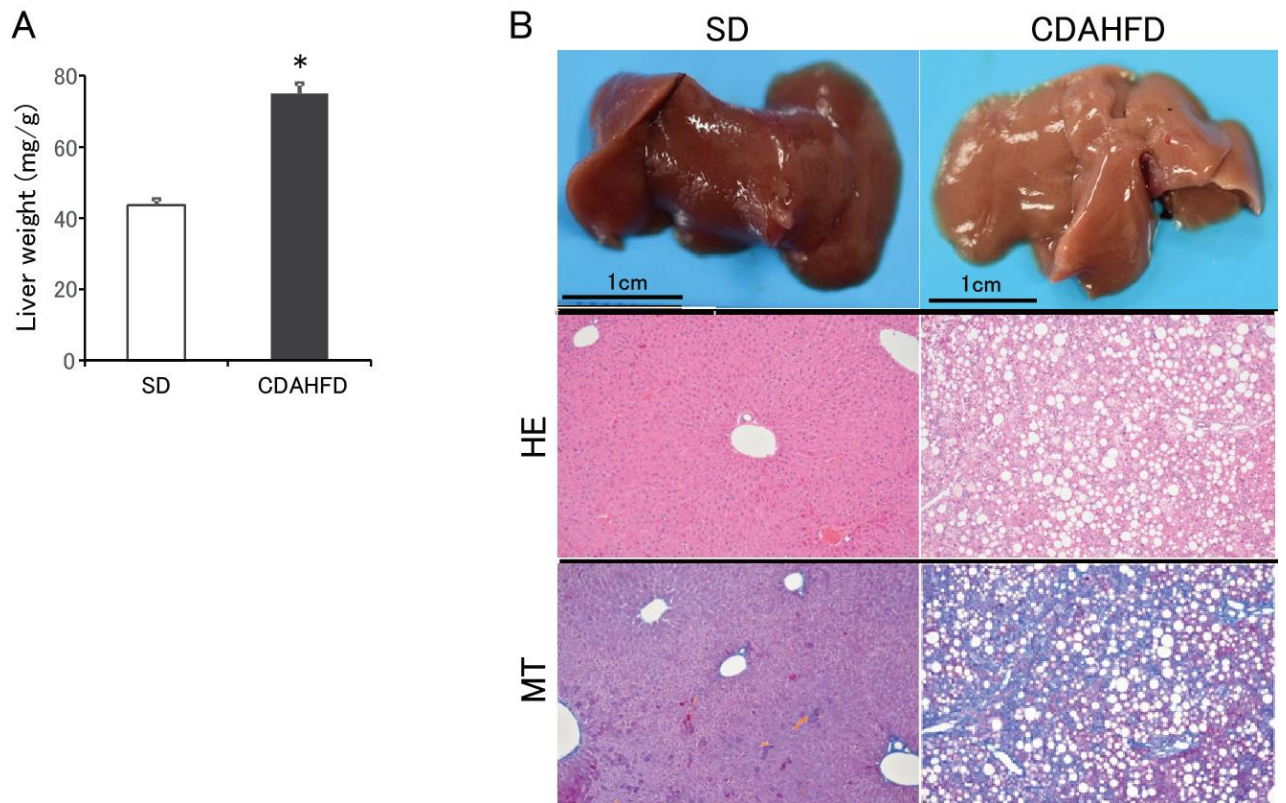 A
Liver weight (mg/g)
80
60
40
20
0
*
SD
CDAHFD
B
SD
CDAHFD
1cm
1cm
HE
MT